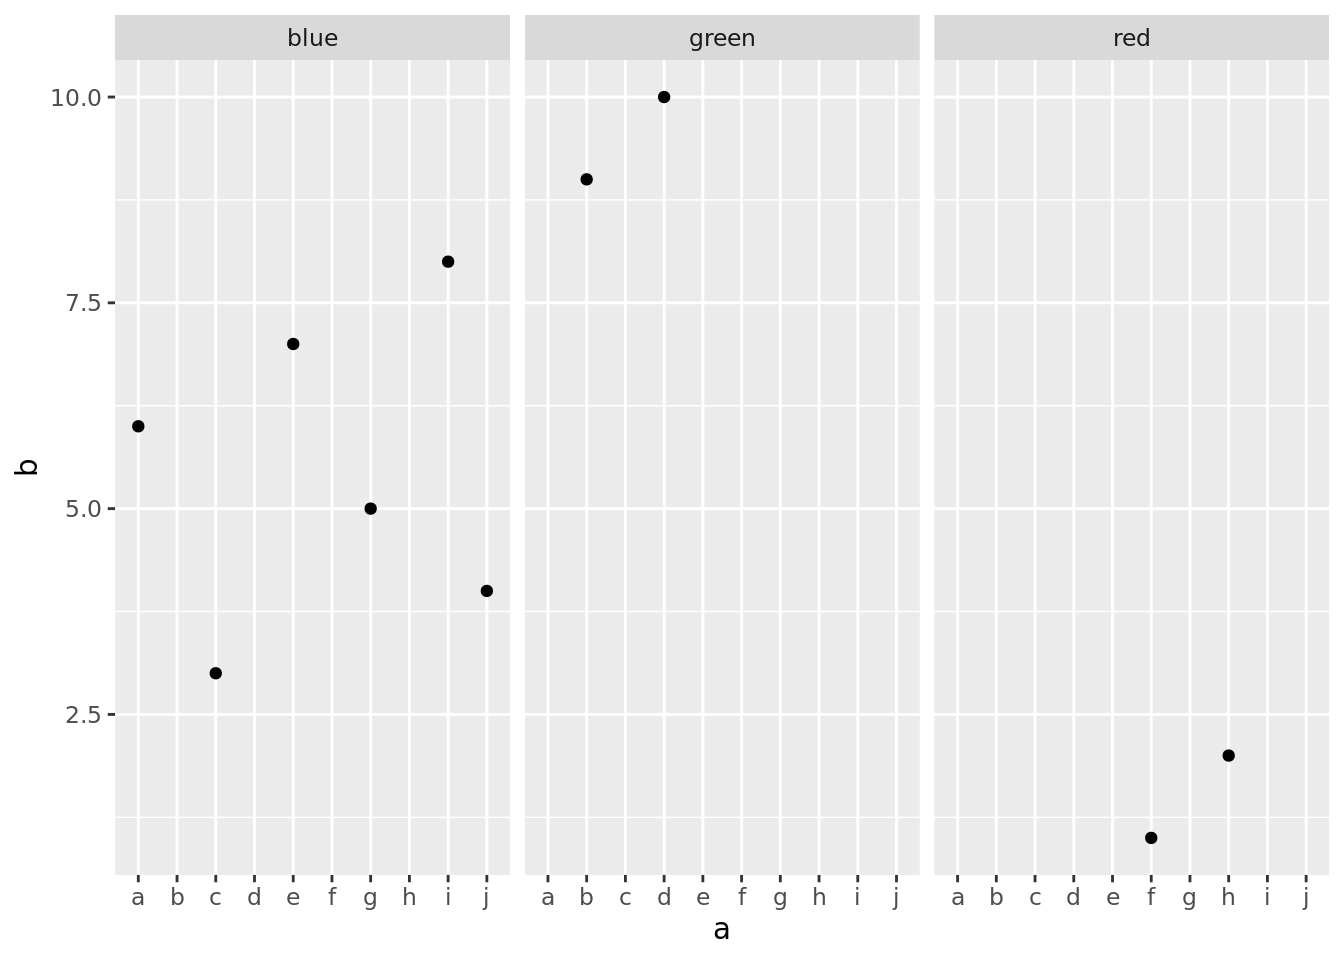 blue green red
10.0
7.5
5.0
2.5
b
a b c d e f g h i j a b c d e f g h i j a b c d e f g h i j
a